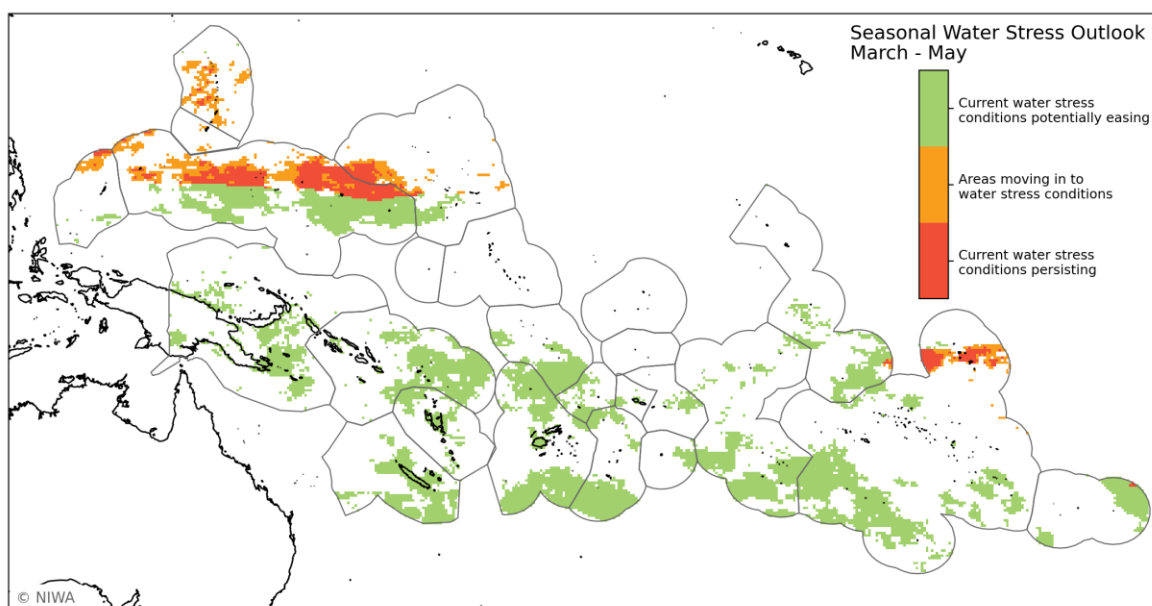 Seasonal Water Stress Outlook
March - May
Current water stress
conditions potentially easing
Areas moving in to
water stress conditions
Current water stress
conditions persisting
© NIWA